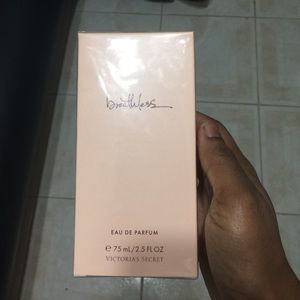 breathless
EAU DE PARFUM
℮ 75 mL/2.5 FL OZ
VICTORIA'S SECRET